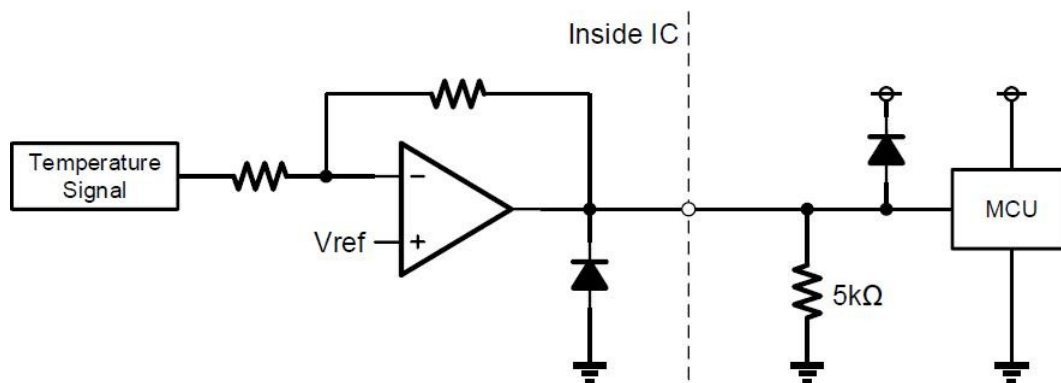 Inside IC
Temperature
Signal
−
Vref
+
MCU
5kΩ